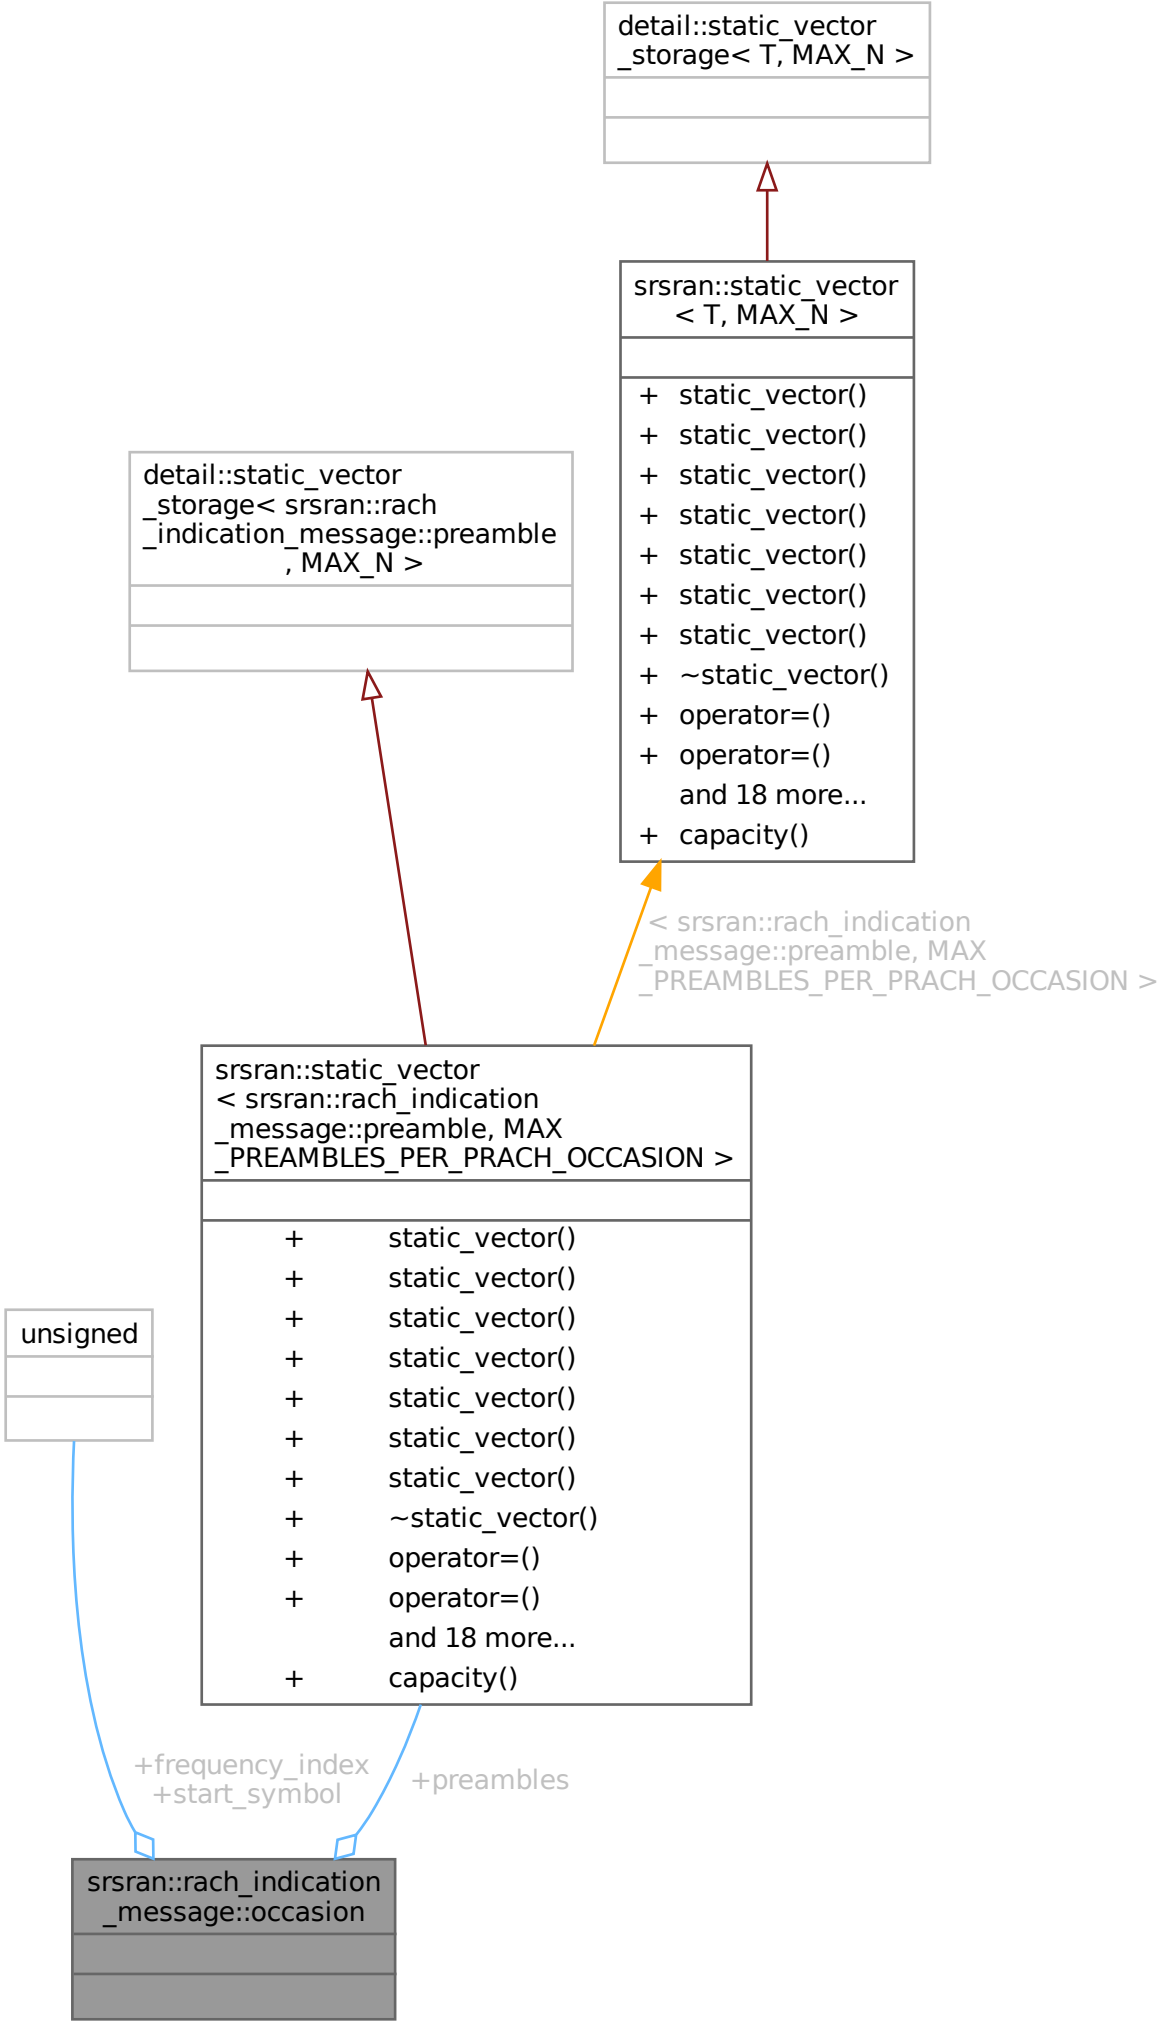 detail::static_vector
_storage< T, MAX_N >
srsran::static_vector
< T, MAX_N >
+ static_vector()
+ static_vector()
+ static_vector()
+ static_vector()
+ static_vector()
+ static_vector()
+ static_vector()
+ ~static_vector()
+ operator=()
+ operator=()
and 18 more...
+ capacity()
detail::static_vector
_storage< srsran::rach
_indication_message::preamble
, MAX_N >
< srsran::rach_indication
_message::preamble, MAX
_PREAMBLES_PER_PRACH_OCCASION >
srsran::static_vector
< srsran::rach_indication
_message::preamble, MAX
_PREAMBLES_PER_PRACH_OCCASION >
+ static_vector()
+ static_vector()
+ static_vector()
+ static_vector()
+ static_vector()
+ static_vector()
+ static_vector()
+ ~static_vector()
+ operator=()
+ operator=()
and 18 more...
+ capacity()
unsigned
+frequency_index
+start_symbol
+preambles
srsran::rach_indication
_message::occasion